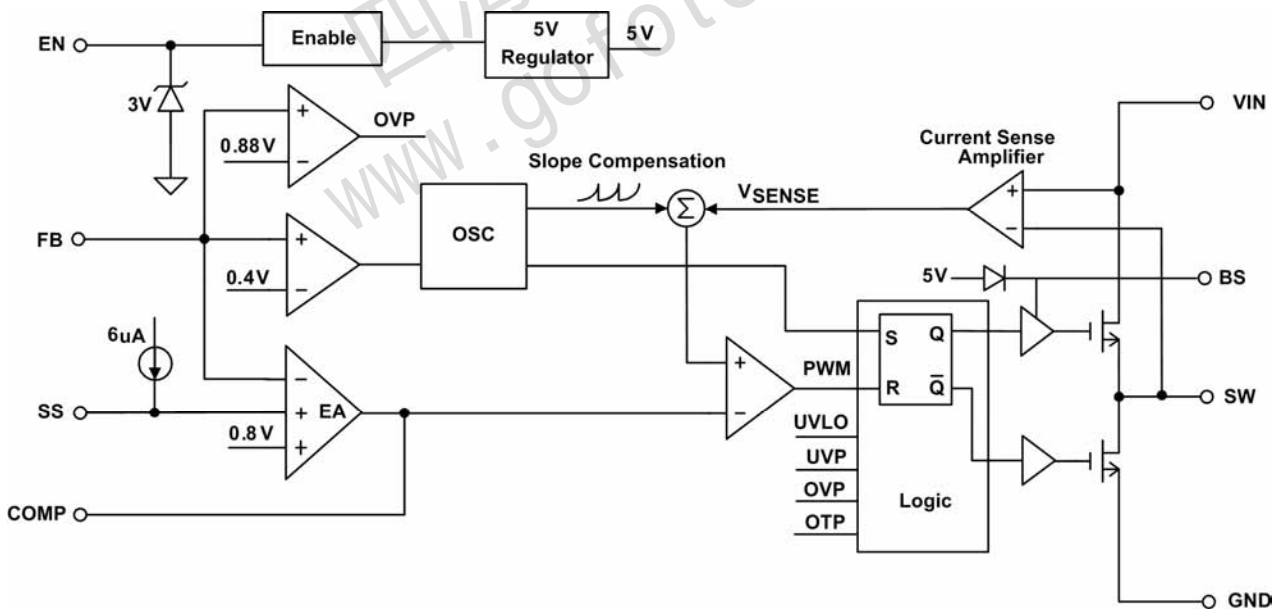 EN
Enable
5V
Regulator
5V
3V
+
0.88V
−
OVP
Slope Compensation
Current Sense
Amplifier
VIN
+
−
VSENSE
Σ
FB
+
0.4V
−
OSC
5V
BS
6uA
SS
−
+
+
EA
0.8V
COMP
+
−
PWM
S
Q
R
Q̅
UVLO
UVP
OVP
OTP
Logic
SW
GND